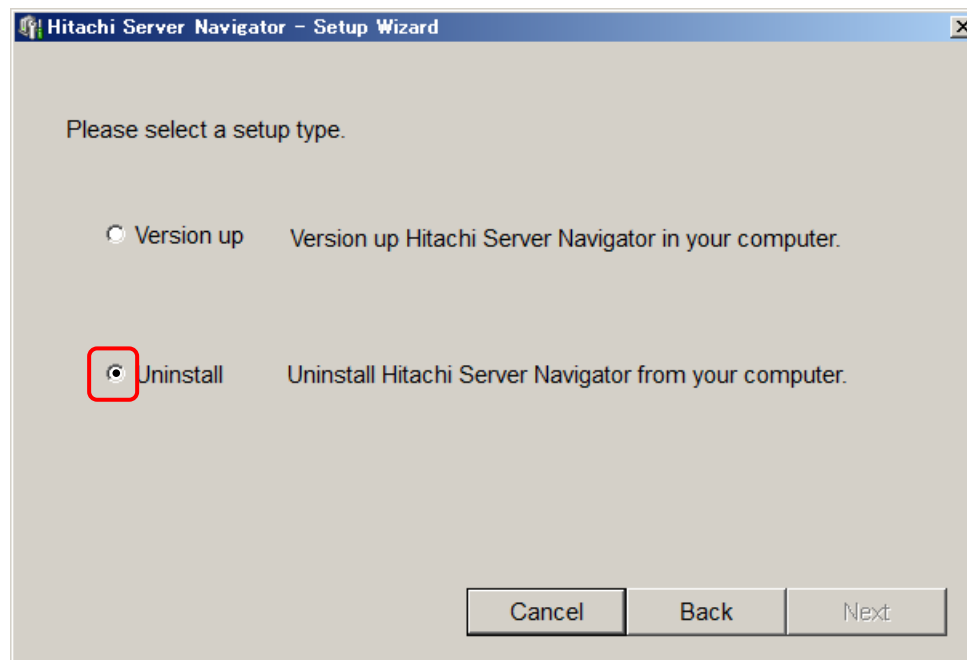 Hitachi Server Navigator - Setup Wizard
Please select a setup type.
Version up Version up Hitachi Server Navigator in your computer.
Uninstall Uninstall Hitachi Server Navigator from your computer.
Cancel Back Next